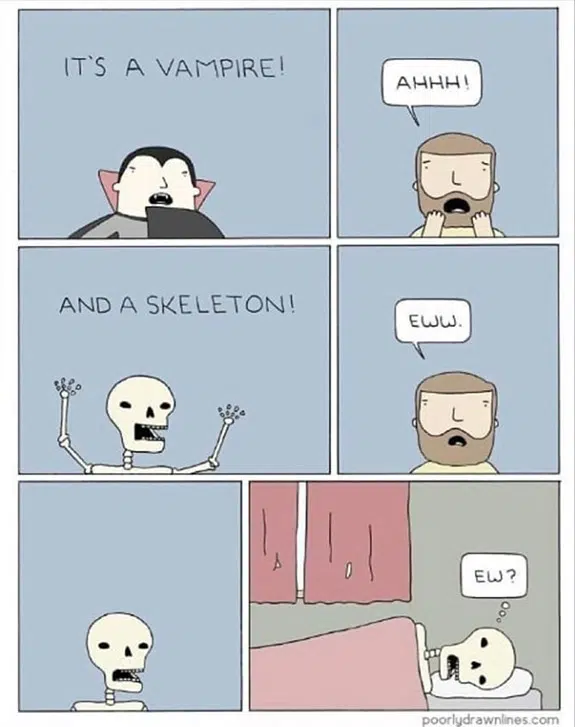 IT'S A VAMPIRE!
AHHH!
AND A SKELETON!
EWW.
EW?
poorlydrawnlines.com